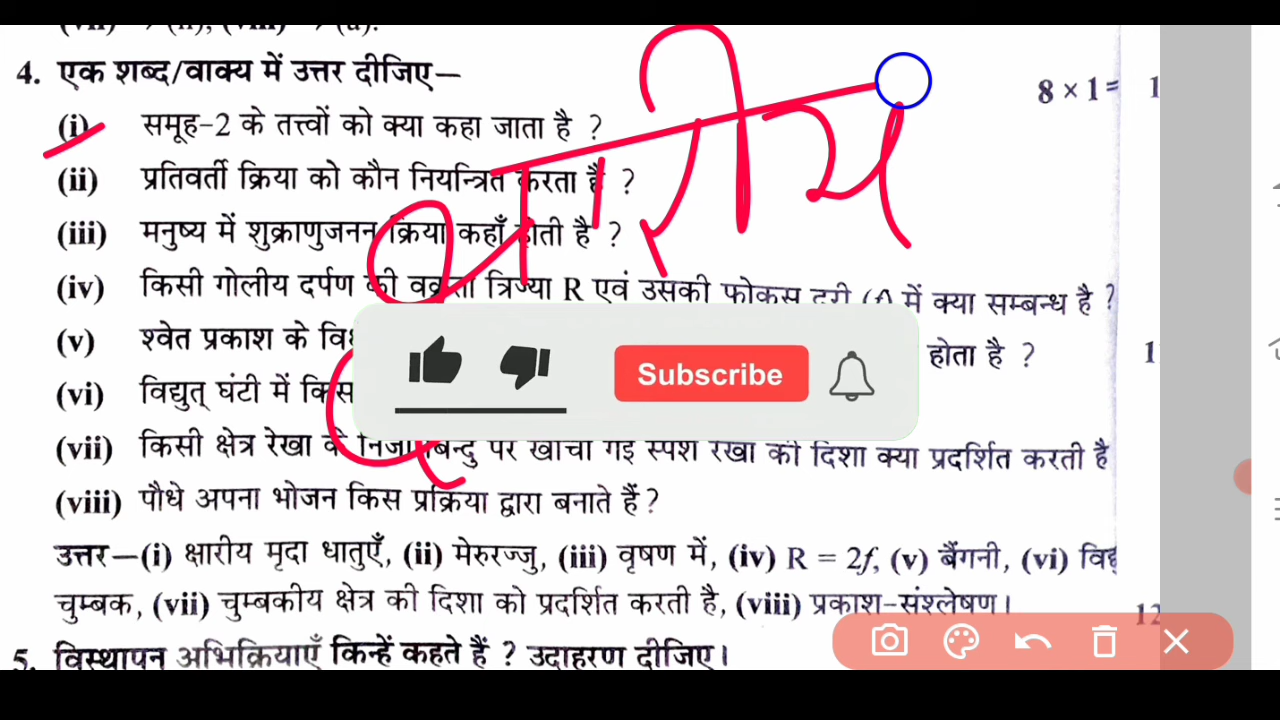 4. एक शब्द/वाक्य में उत्तर दीजिए— 8 × 1 =
(i) समूह-2 के तत्त्वों को क्या कहा जाता है ?
(ii) प्रतिवर्ती क्रिया को कौन नियन्त्रित करता है ?
(iii) मनुष्य में शुक्राणुजनन क्रिया कहाँ होती है ?
(iv) किसी गोलीय दर्पण की वक्रता त्रिज्या R एवं उसकी फोकस दूरी (f) में क्या सम्बन्ध है ?
(v) श्वेत प्रकाश के होता है ?
(vi) विद्युत् घंटी में किस
Subscribe
(vii) किसी क्षेत्र रेखा के बिन्दु पर खींची गई स्पर्श रेखा की दिशा क्या प्रदर्शित करती है
(viii) पौधे अपना भोजन किस प्रक्रिया द्वारा बनाते हैं ?
उत्तर—(i) क्षारीय मृदा धातुएँ, (ii) मेरुरज्जु, (iii) वृषण में, (iv) R = 2f, (v) बैंगनी, (vi)
चुम्बक, (vii) चुम्बकीय क्षेत्र की दिशा को प्रदर्शित करती है, (viii) प्रकाश-संश्लेषण।
5. विस्थापन अभिक्रियाएँ किन्हें कहते हैं ? उदाहरण दीजिए।
क्षारीय